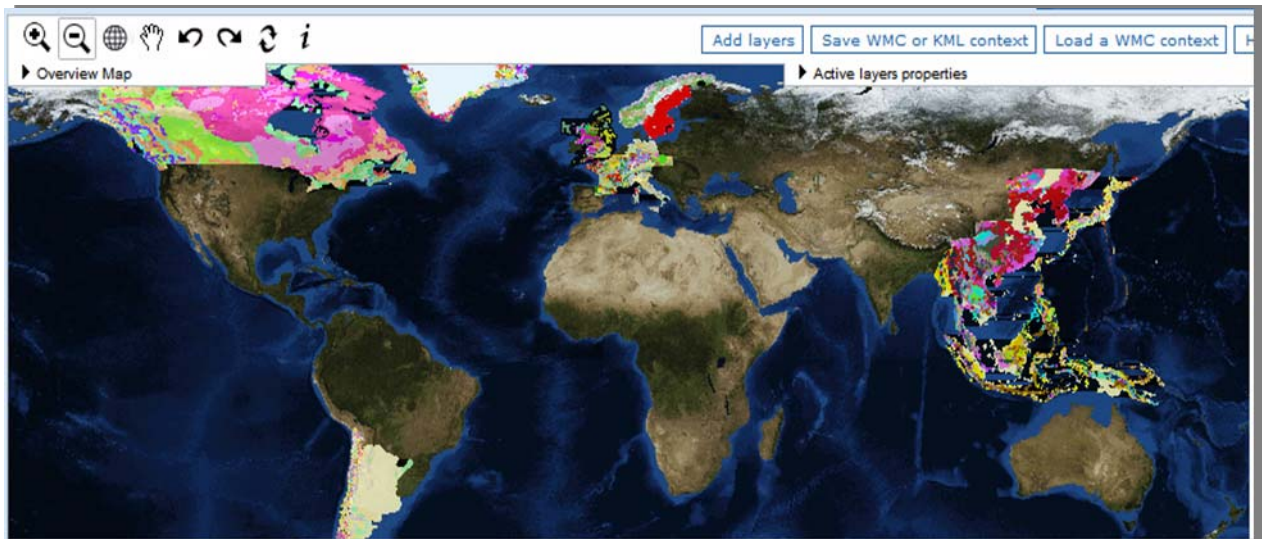 i
Add layers
Save WMC or KML context
Load a WMC context
H
Overview Map
Active layers properties